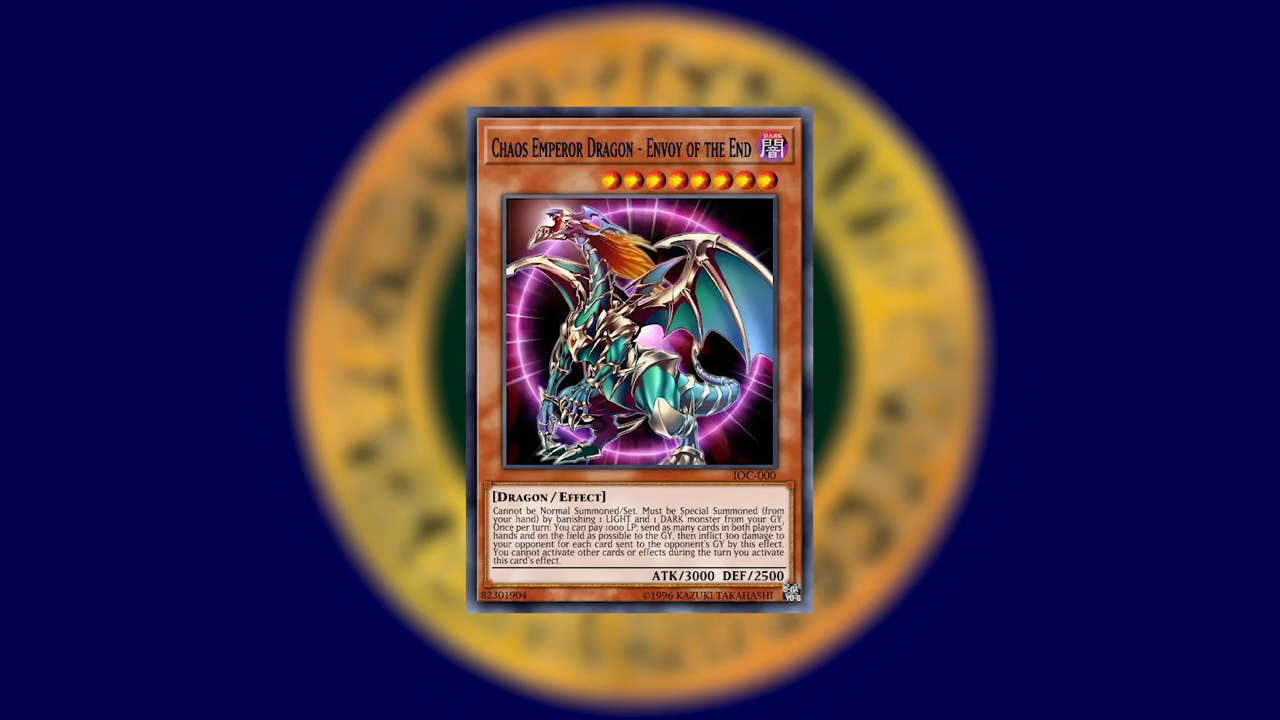 CHAOS EMPEROR DRAGON - ENVOY OF THE END
DARK
闇
IOC-000
[DRAGON / EFFECT]
Cannot be Normal Summoned/Set. Must be Special Summoned (from
your hand) by banishing 1 LIGHT and 1 DARK monster from your GY.
Once per turn: You can pay 1000 LP; send as many cards in both players'
hands and on the field as possible to the GY, then inflict 300 damage to
your opponent for each card sent to the opponent's GY by this effect.
You cannot activate other cards or effects during the turn you activate
this card's effect.
ATK/3000 DEF/2500
82301904
©1996 KAZUKI TAKAHASHI